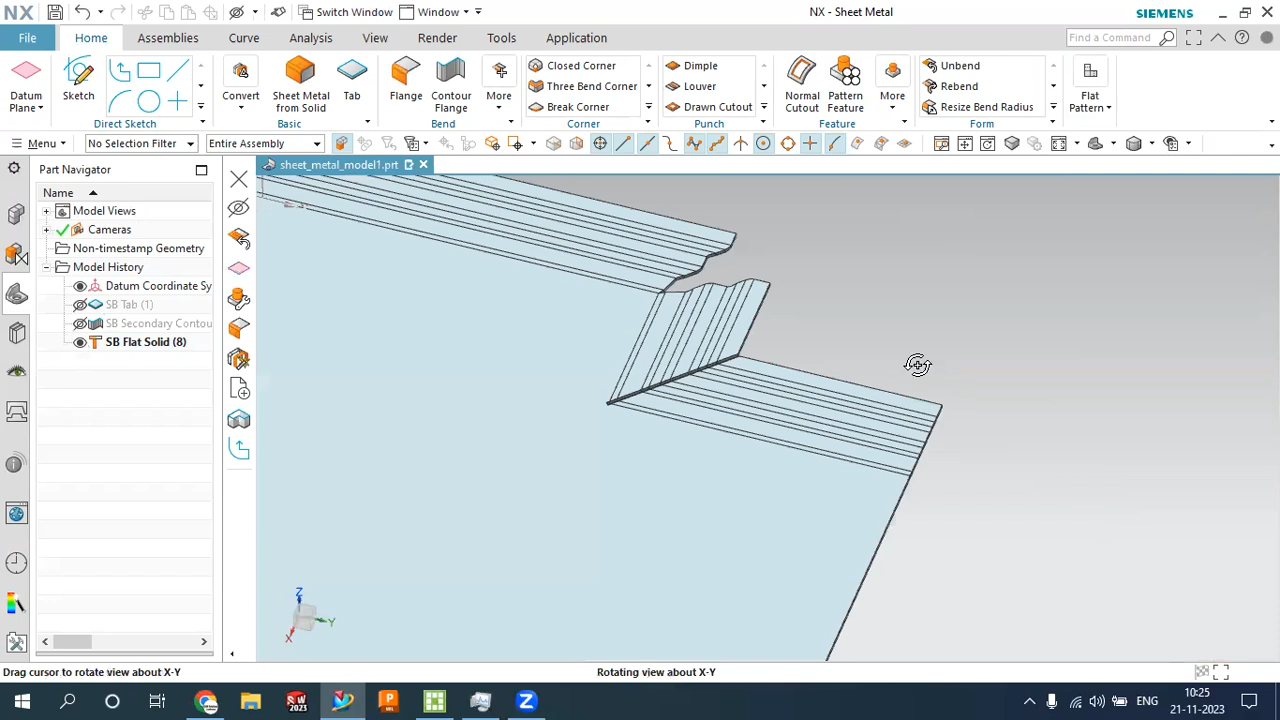 NX
Switch Window
Window
NX - Sheet Metal
SIEMENS
File
Home
Assemblies
Curve
Analysis
View
Render
Tools
Application
Find a Command
Datum Plane
Sketch
Direct Sketch
Convert
Sheet Metal from Solid
Tab
Basic
Flange
Contour Flange
More
Bend
Closed Corner
Three Bend Corner
Break Corner
Corner
Dimple
Louver
Drawn Cutout
Punch
Normal Cutout
Pattern Feature
More
Feature
Unbend
Rebend
Resize Bend Radius
Form
Flat Pattern
Menu
No Selection Filter
Entire Assembly
Part Navigator
sheet_metal_model1.prt
Name
Model Views
Cameras
Non-timestamp Geometry
Model History
Datum Coordinate Sy
SB Tab (1)
SB Secondary Contou
SB Flat Solid (8)
Z
Y
X
Drag cursor to rotate view about X-Y
Rotating view about X-Y
ENG
10:25
21-11-2023